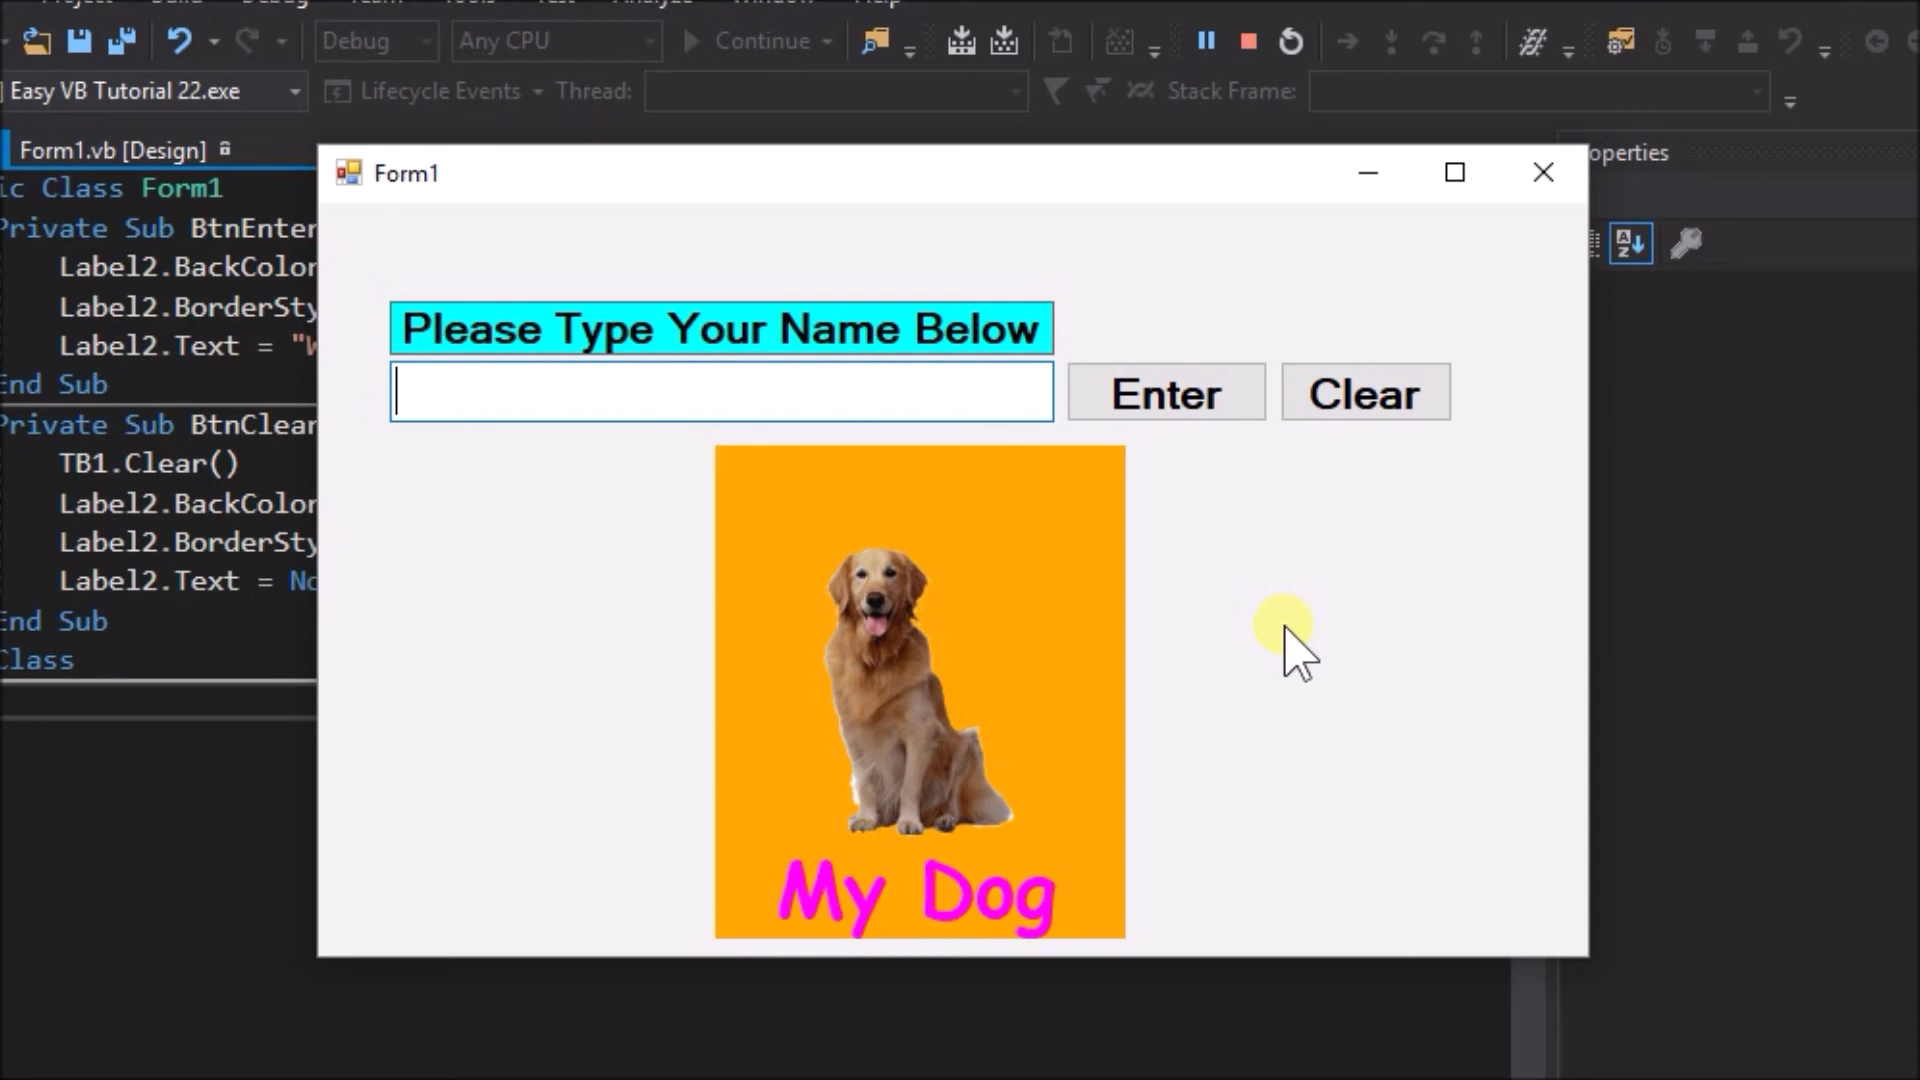 Debug
Any CPU
Continue
Easy VB Tutorial 22.exe
Lifecycle Events
Thread:
Stack Frame:
Form1.vb [Design]
operties
ic Class Form1
Private Sub BtnEnter
Label2.BackColor
Label2.BorderSty
Label2.Text = "W
End Sub
Private Sub BtnClear
TB1.Clear()
Label2.BackColor
Label2.BorderSty
Label2.Text = No
End Sub
Class
Form1
Please Type Your Name Below
Enter
Clear
My Dog